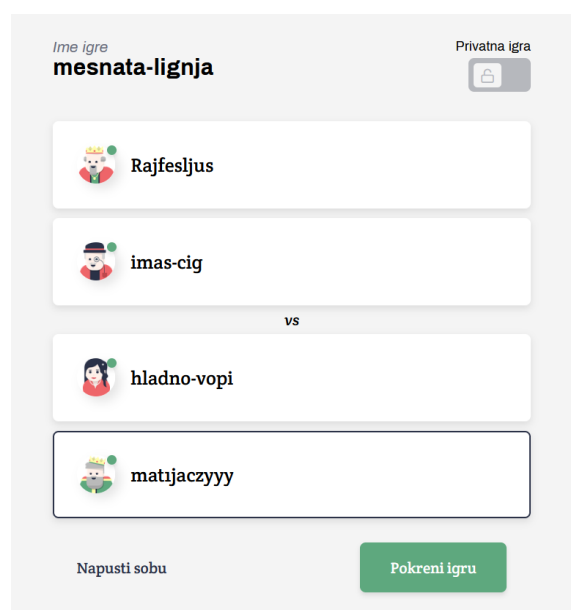 Ime igre
Privatna igra
mesnata-lignja
Rajfesljus
imas-cig
vs
hladno-vopi
matıjaczyyy
Napusti sobu
Pokreni igru